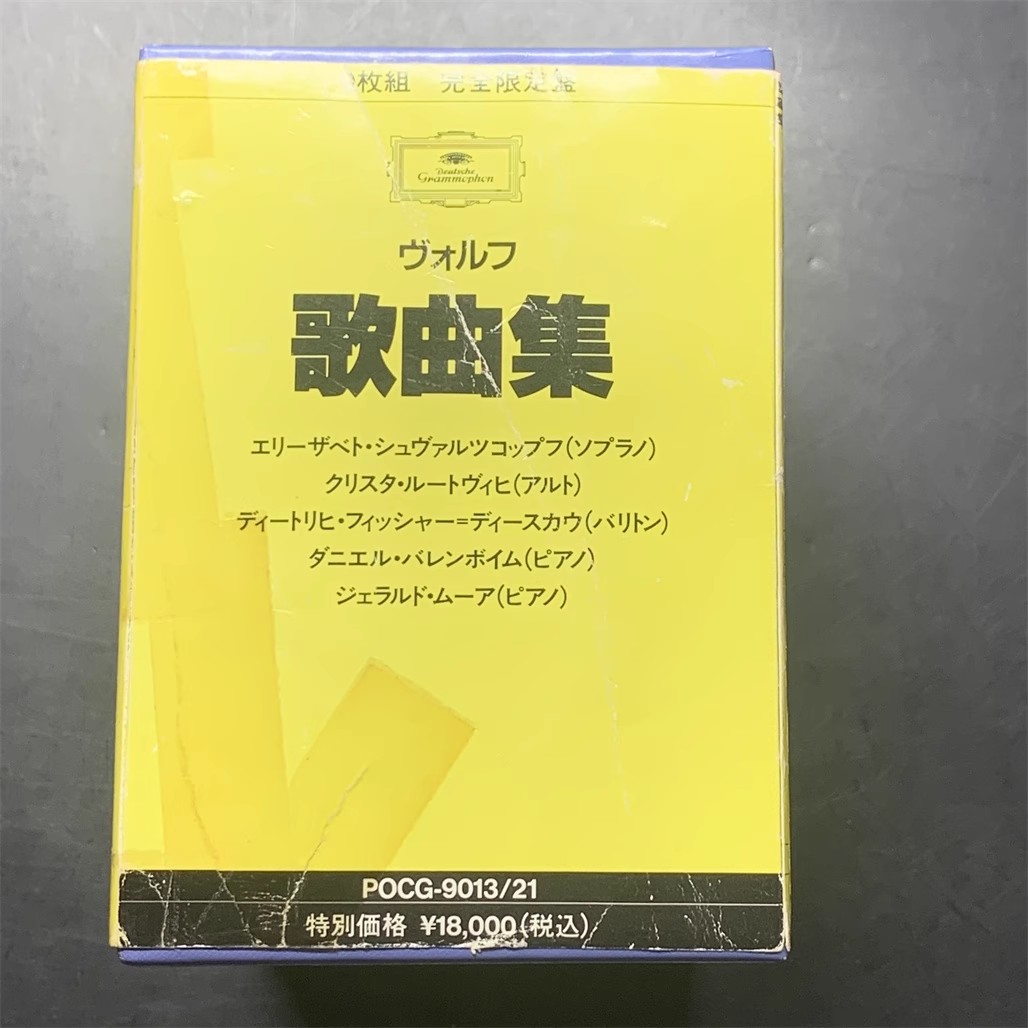 枚組 完全限定盤
Deutsche
Grammophon
ヴォルフ
歌曲集
エリーザベト・シュヴァルツコップフ(ソプラノ)
クリスタ・ルートヴィヒ(アルト)
ディートリヒ・フィッシャー=ディースカウ(バリトン)
ダニエル・バレンボイム(ピアノ)
ジェラルド・ムーア(ピアノ)
POCG-9013/21
特別価格 ¥18,000(税込)